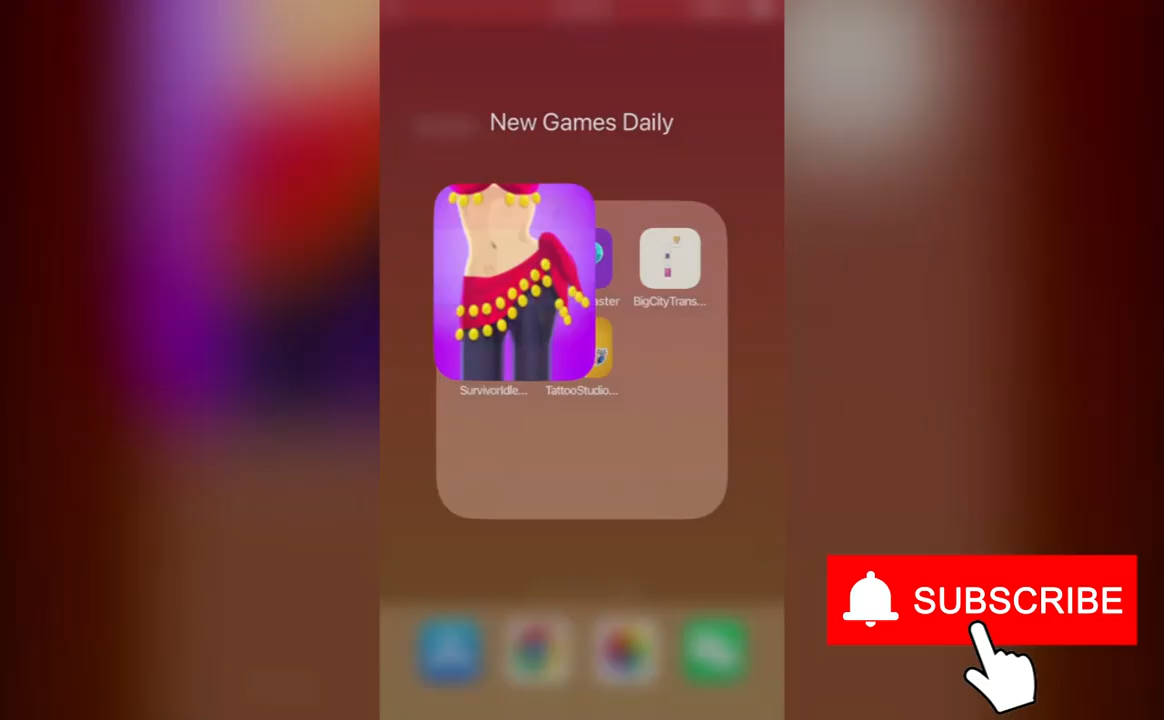 New Games Daily
aster
BigCityTrans...
SurvivorIdle...
TattooStudio...
SUBSCRIBE